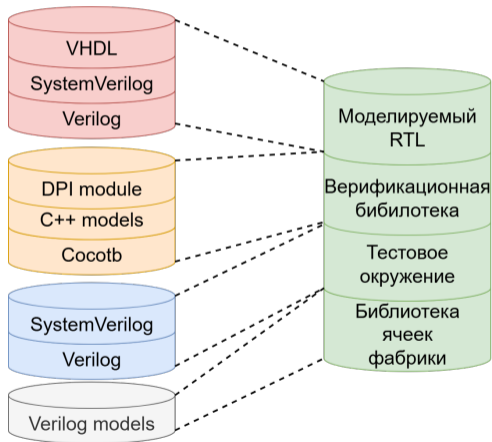 VHDL
SystemVerilog
Verilog
DPI module
C++ models
Cocotb
SystemVerilog
Verilog
Verilog models
Моделируемый
RTL
Верификационная
бибилотека
Тестовое
окружение
Библиотека
ячеек
фабрики